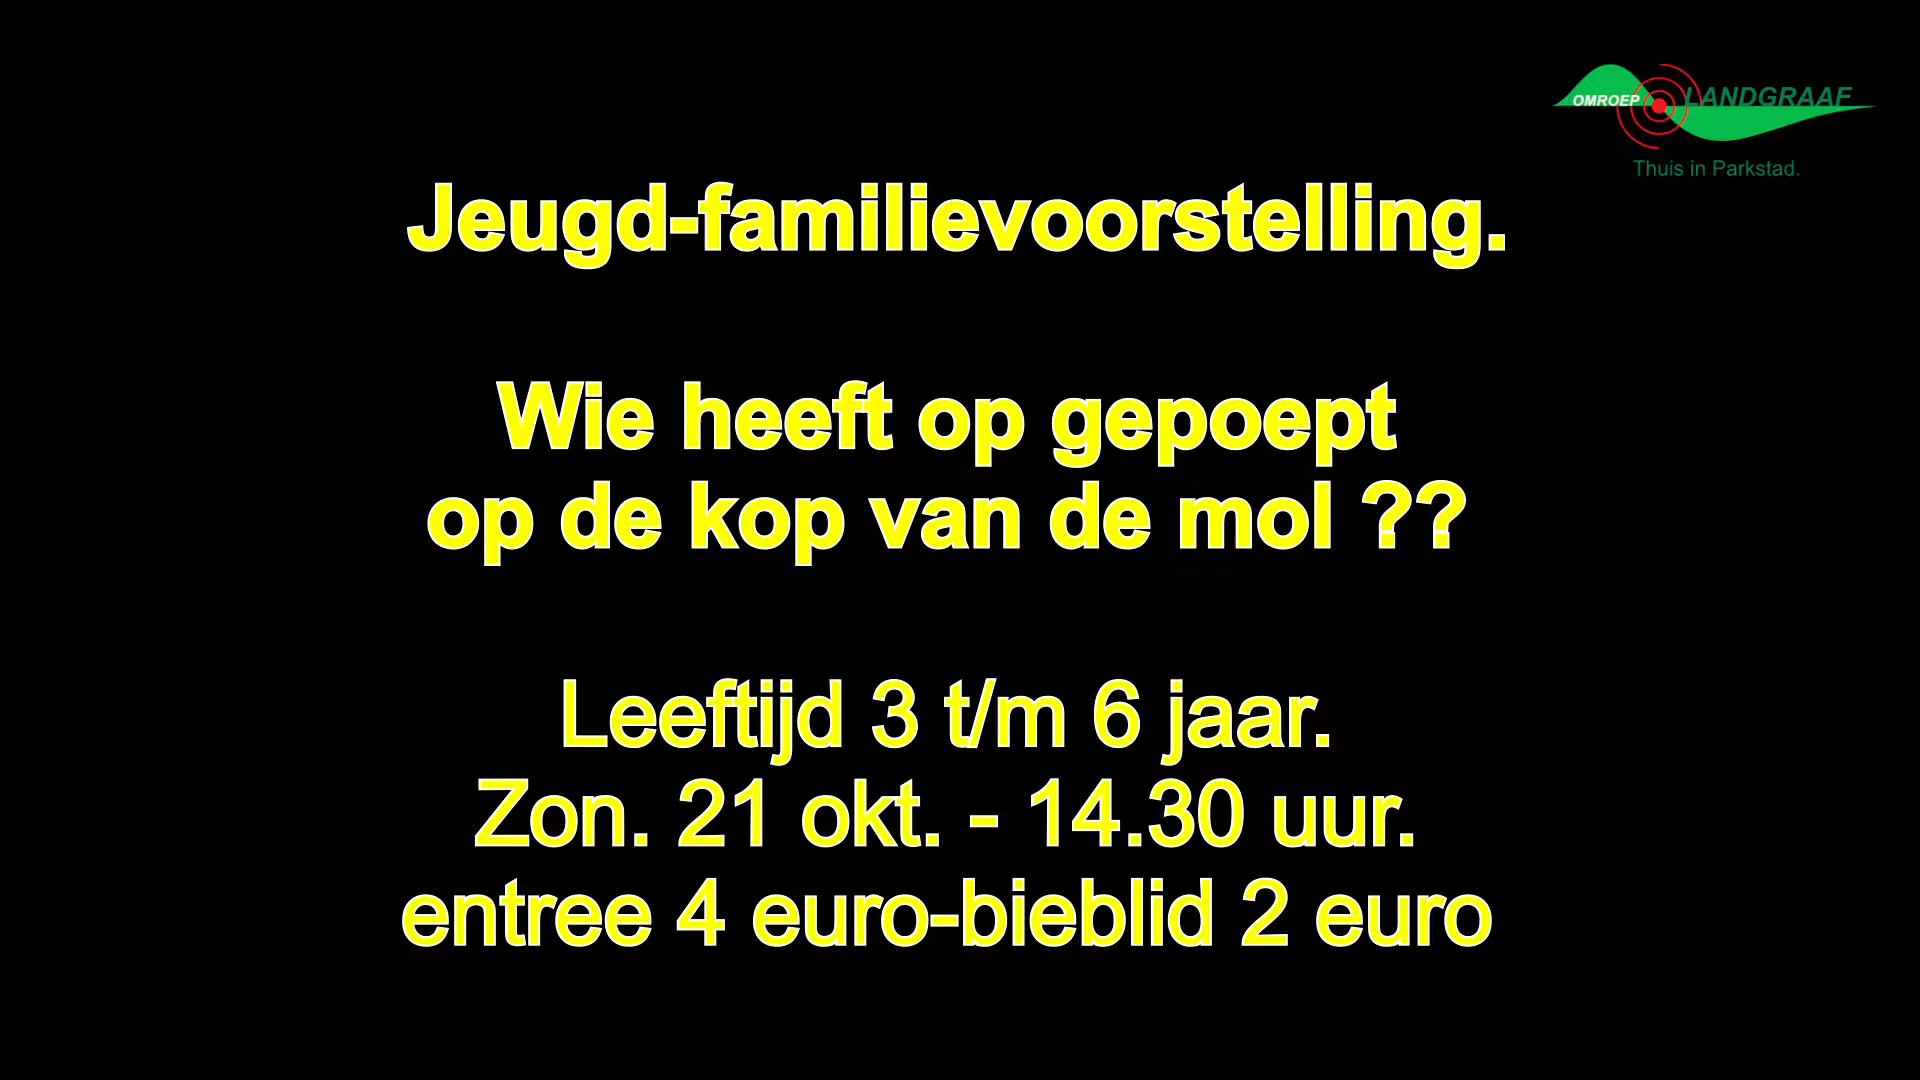 OMROEP LANDGRAAF
Thuis in Parkstad.
Jeugd-familievoorstelling.
Wie heeft op gepoept
op de kop van de mol ??
Leeftijd 3 t/m 6 jaar.
Zon. 21 okt. - 14.30 uur.
entree 4 euro-bieblid 2 euro